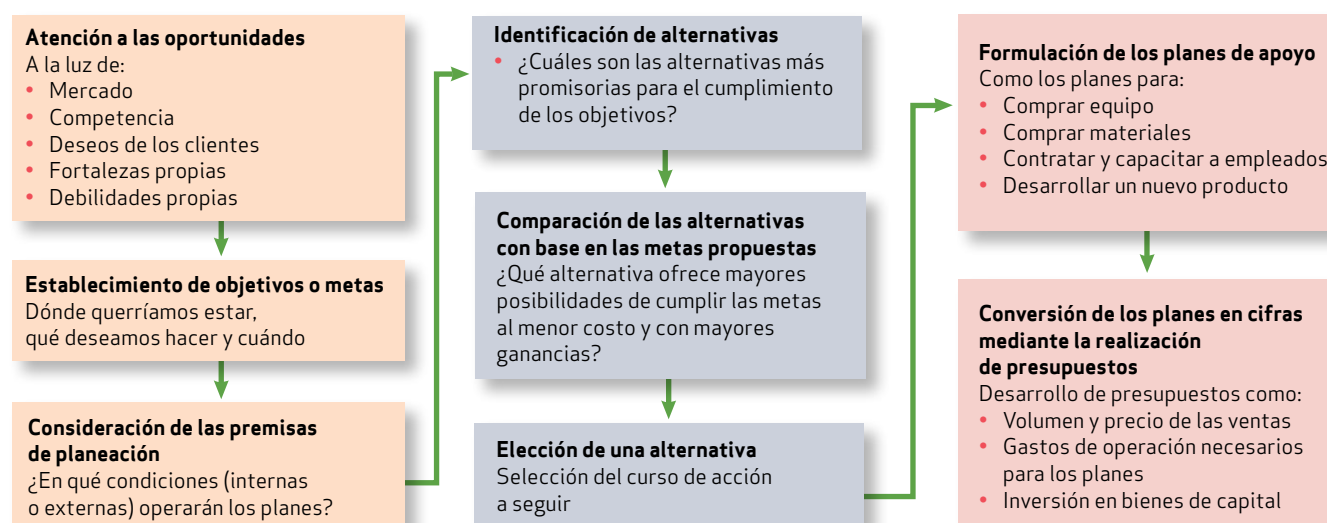 Atención a las oportunidades
A la luz de:
• Mercado
• Competencia
• Deseos de los clientes
• Fortalezas propias
• Debilidades propias
Establecimiento de objetivos o metas
Dónde querríamos estar,
qué deseamos hacer y cuándo
Consideración de las premisas
de planeación
¿En qué condiciones (internas
o externas) operarán los planes?
Identificación de alternativas
• ¿Cuáles son las alternativas más
promisorias para el cumplimiento
de los objetivos?
Comparación de las alternativas
con base en las metas propuestas
¿Qué alternativa ofrece mayores
posibilidades de cumplir las metas
al menor costo y con mayores
ganancias?
Elección de una alternativa
Selección del curso de acción
a seguir
Formulación de los planes de apoyo
Como los planes para:
• Comprar equipo
• Comprar materiales
• Contratar y capacitar a empleados
• Desarrollar un nuevo producto
Conversión de los planes en cifras
mediante la realización
de presupuestos
Desarrollo de presupuestos como:
• Volumen y precio de las ventas
• Gastos de operación necesarios
para los planes
• Inversión en bienes de capital